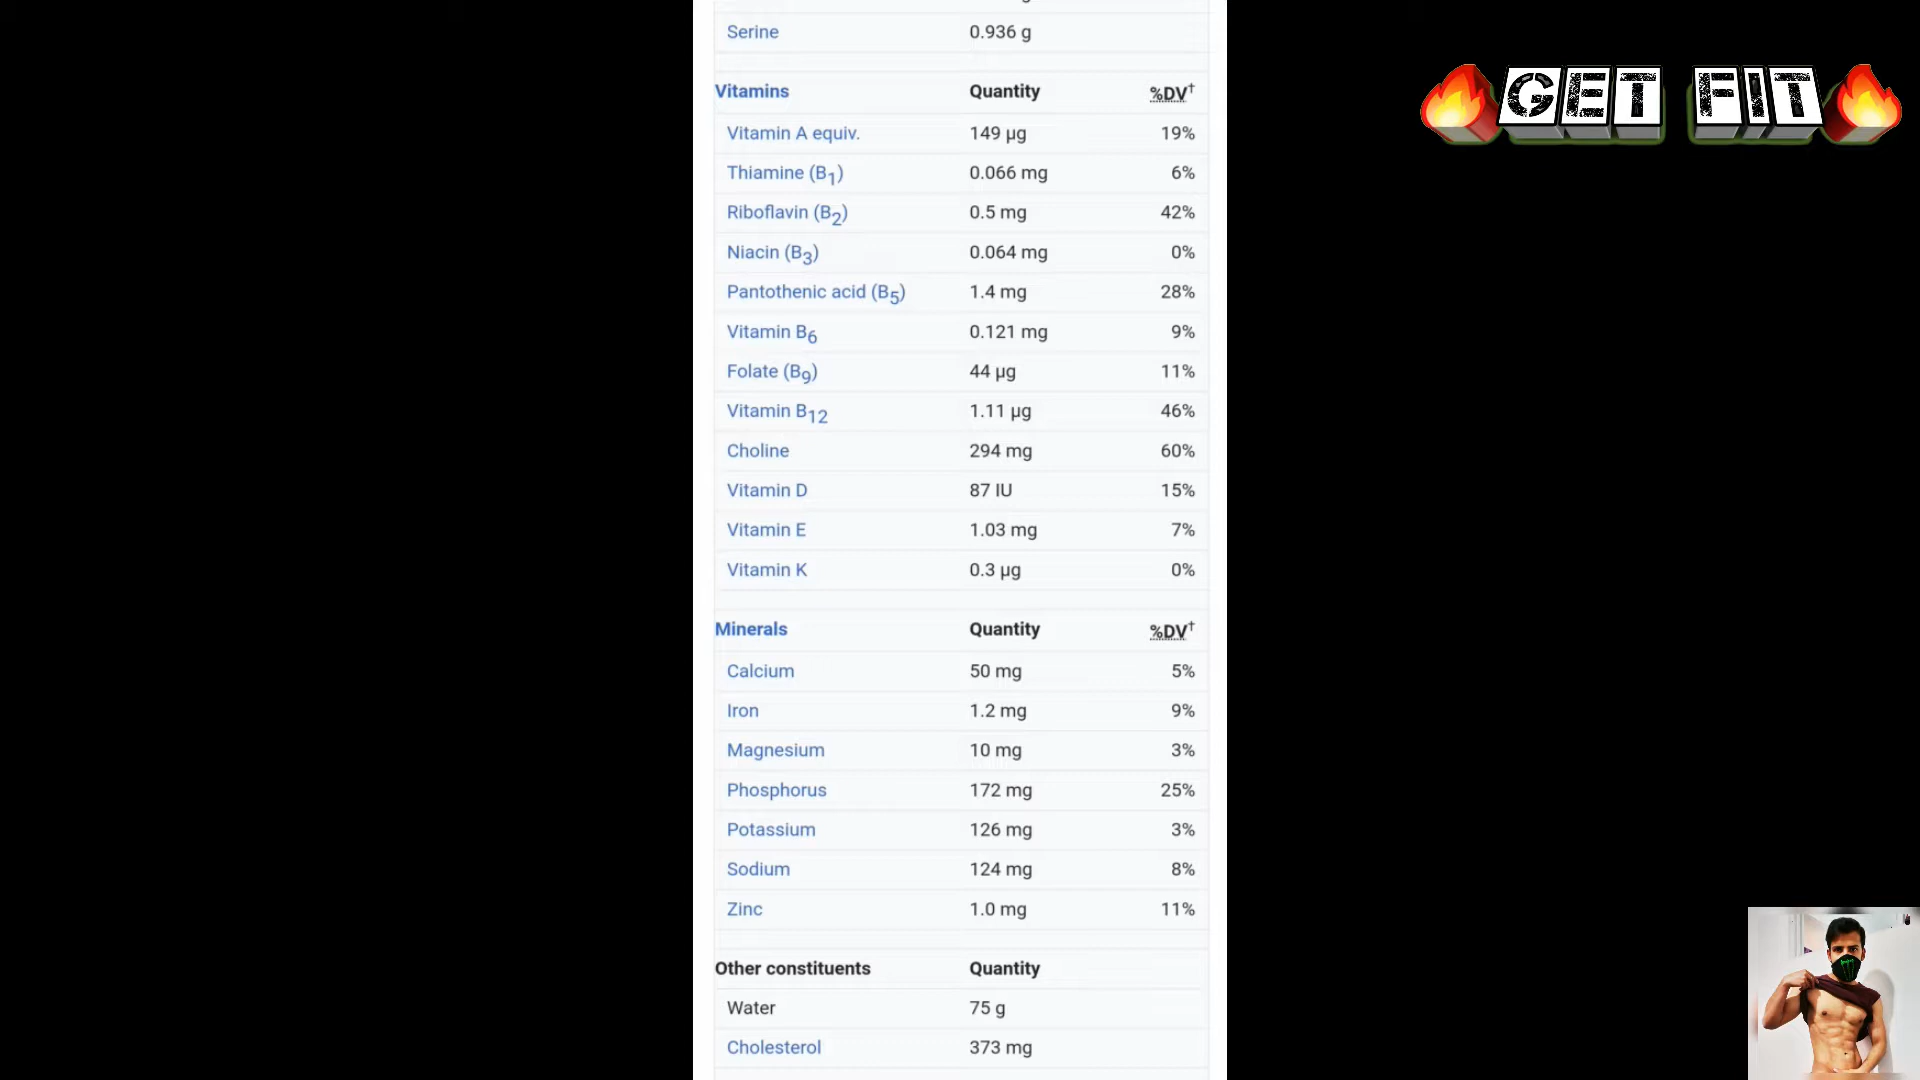 Serine 0.936 g
GET FIT
Vitamins Quantity %DV†
Vitamin A equiv. 149 μg 19%
Thiamine (B1) 0.066 mg 6%
Riboflavin (B2) 0.5 mg 42%
Niacin (B3) 0.064 mg 0%
Pantothenic acid (B5) 1.4 mg 28%
Vitamin B6 0.121 mg 9%
Folate (B9) 44 μg 11%
Vitamin B12 1.11 μg 46%
Choline 294 mg 60%
Vitamin D 87 IU 15%
Vitamin E 1.03 mg 7%
Vitamin K 0.3 μg 0%
Minerals Quantity %DV†
Calcium 50 mg 5%
Iron 1.2 mg 9%
Magnesium 10 mg 3%
Phosphorus 172 mg 25%
Potassium 126 mg 3%
Sodium 124 mg 8%
Zinc 1.0 mg 11%
Other constituents Quantity
Water 75 g
Cholesterol 373 mg